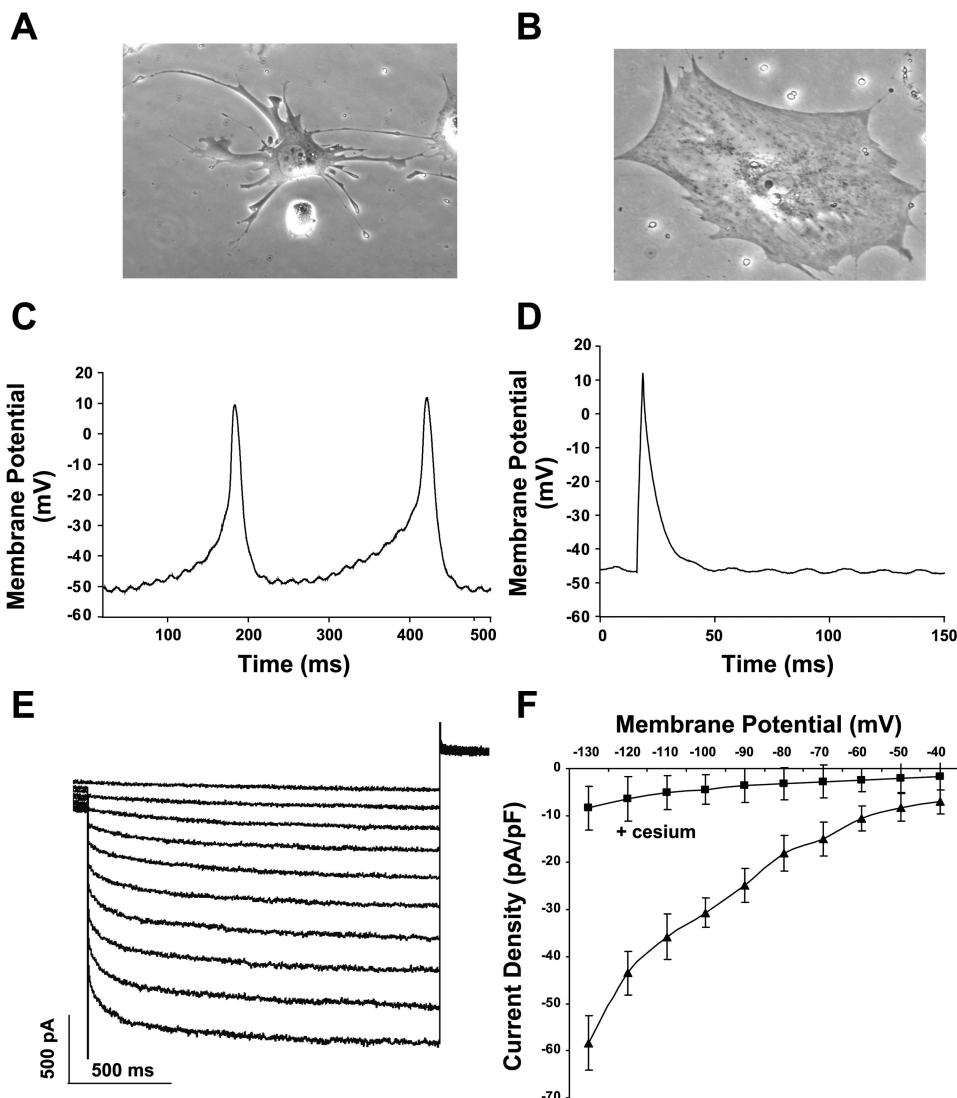 A
B
C
D
20
10
0
-10
-20
-30
-40
-50
-60
Membrane Potential
(mV)
100
200
300
400
500
Time (ms)
20
10
0
-10
-20
-30
-40
-50
-60
Membrane Potential
(mV)
0
50
100
150
Time (ms)
E
500 pA
500 ms
F
Membrane Potential (mV)
-130 -120 -110 -100 -90 -80 -70 -60 -50 -40
0
-10
-20
-30
-40
-50
-60
-70
Current Density (pA/pF)
+ cesium